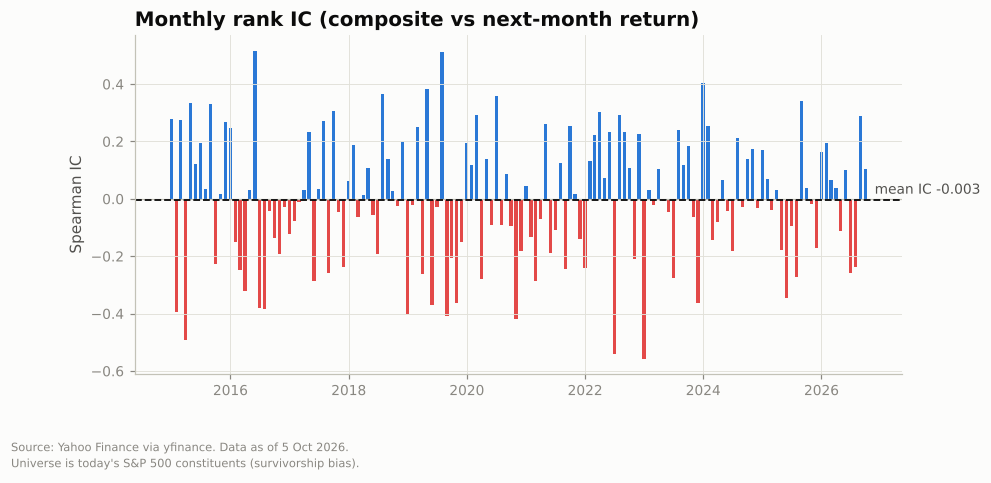 Monthly rank IC (composite vs next-month return)
Spearman IC
0.4
0.2
0.0
−0.2
−0.4
−0.6
mean IC -0.003
2016 2018 2020 2022 2024 2026
Source: Yahoo Finance via yfinance. Data as of 5 Oct 2026.
Universe is today's S&P 500 constituents (survivorship bias).